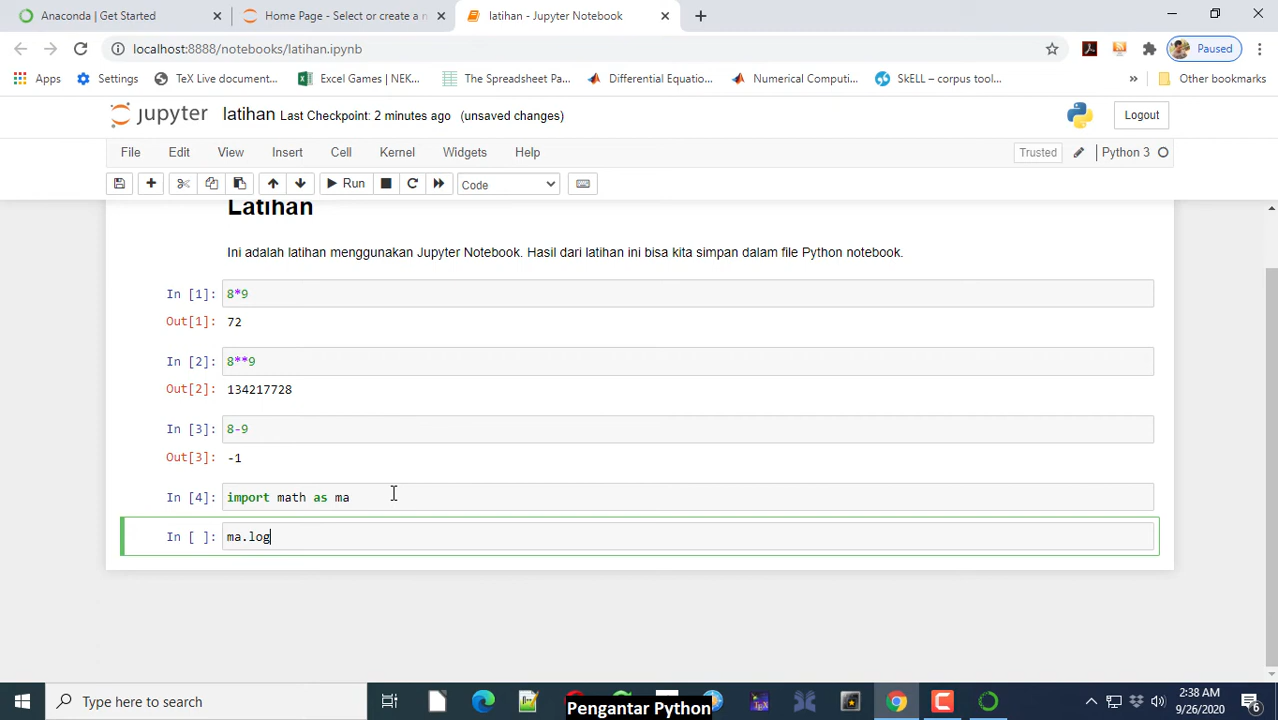 Anaconda | Get Started
Home Page - Select or create a n
latihan - Jupyter Notebook
localhost:8888/notebooks/latihan.ipynb
Paused
Apps
Settings
TeX Live document...
Excel Games | NEK...
The Spreadsheet Pa...
Differential Equatio...
Numerical Computi...
SkELL – corpus tool...
»
Other bookmarks
jupyter
latihan Last Checkpoint: 2 minutes ago (unsaved changes)
Logout
File Edit View Insert Cell Kernel Widgets Help
Trusted
Python 3
Run
Code
Latihan
Ini adalah latihan menggunakan Jupyter Notebook. Hasil dari latihan ini bisa kita simpan dalam file Python notebook.
In [1]: 8*9
Out[1]: 72
In [2]: 8**9
Out[2]: 134217728
In [3]: 8-9
Out[3]: -1
In [4]: import math as ma
In [ ]: ma.log
Type here to search
Pengantar Python
2:38 AM
9/26/2020
6